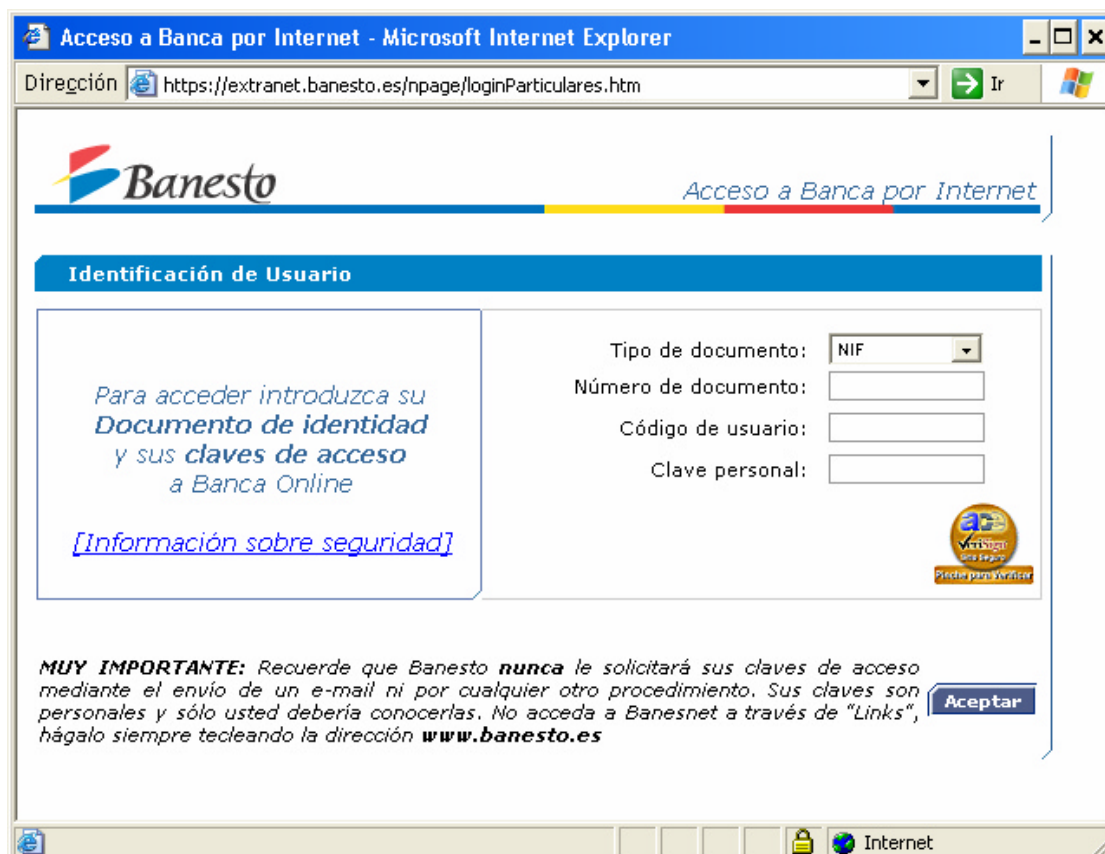 Acceso a Banca por Internet - Microsoft Internet Explorer
Dirección https://extranet.banesto.es/npage/loginParticulares.htm Ir
Banesto
Acceso a Banca por Internet
Identificación de Usuario
Para acceder introduzca su
Documento de identidad
y sus claves de acceso
a Banca Online
[Información sobre seguridad]
Tipo de documento: NIF
Número de documento:
Código de usuario:
Clave personal:
ace
VeriSign
Pinche para Verificar
MUY IMPORTANTE: Recuerde que Banesto nunca le solicitará sus claves de acceso
mediante el envío de un e-mail ni por cualquier otro procedimiento. Sus claves son
personales y sólo usted debería conocerlas. No acceda a Banesnet a través de "Links",
hágalo siempre tecleando la dirección www.banesto.es
Aceptar
Internet